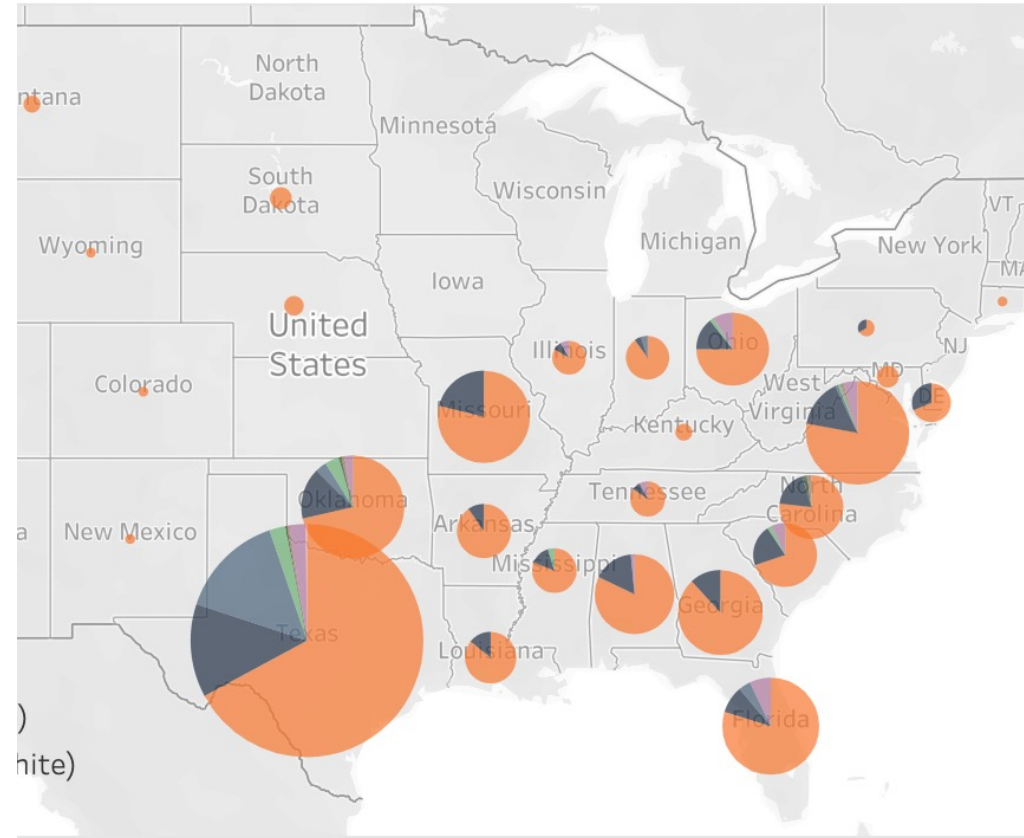 North
Dakota
ntana
Minnesota
South
Dakota
Wisconsin
VT
Wyoming
Michigan
New York
MA
Iowa
United
States
Illinois
Ohio
NJ
Colorado
MD
West
Virginia
DE
Missouri
Kentucky
Oklahoma
Tennessee
North
Carolina
a
New Mexico
Arkansas
Mississippi
Georgia
Texas
Louisiana
Florida
)
hite)